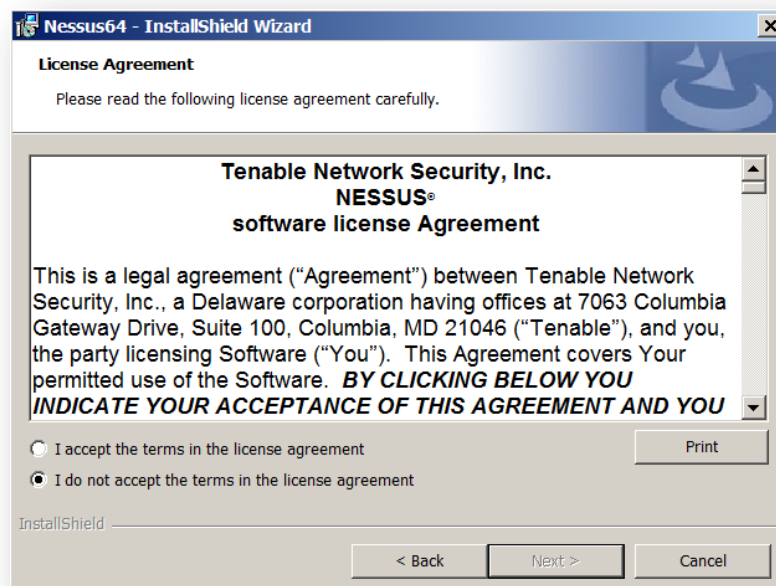 Nessus64 - InstallShield Wizard
License Agreement
Please read the following license agreement carefully.
Tenable Network Security, Inc.
NESSUS®
software license Agreement
This is a legal agreement (“Agreement”) between Tenable Network
Security, Inc., a Delaware corporation having offices at 7063 Columbia
Gateway Drive, Suite 100, Columbia, MD 21046 (“Tenable”), and you,
the party licensing Software (“You”).  This Agreement covers Your
permitted use of the Software.  BY CLICKING BELOW YOU
INDICATE YOUR ACCEPTANCE OF THIS AGREEMENT AND YOU
I accept the terms in the license agreement
Print
I do not accept the terms in the license agreement
InstallShield
< Back
Next >
Cancel